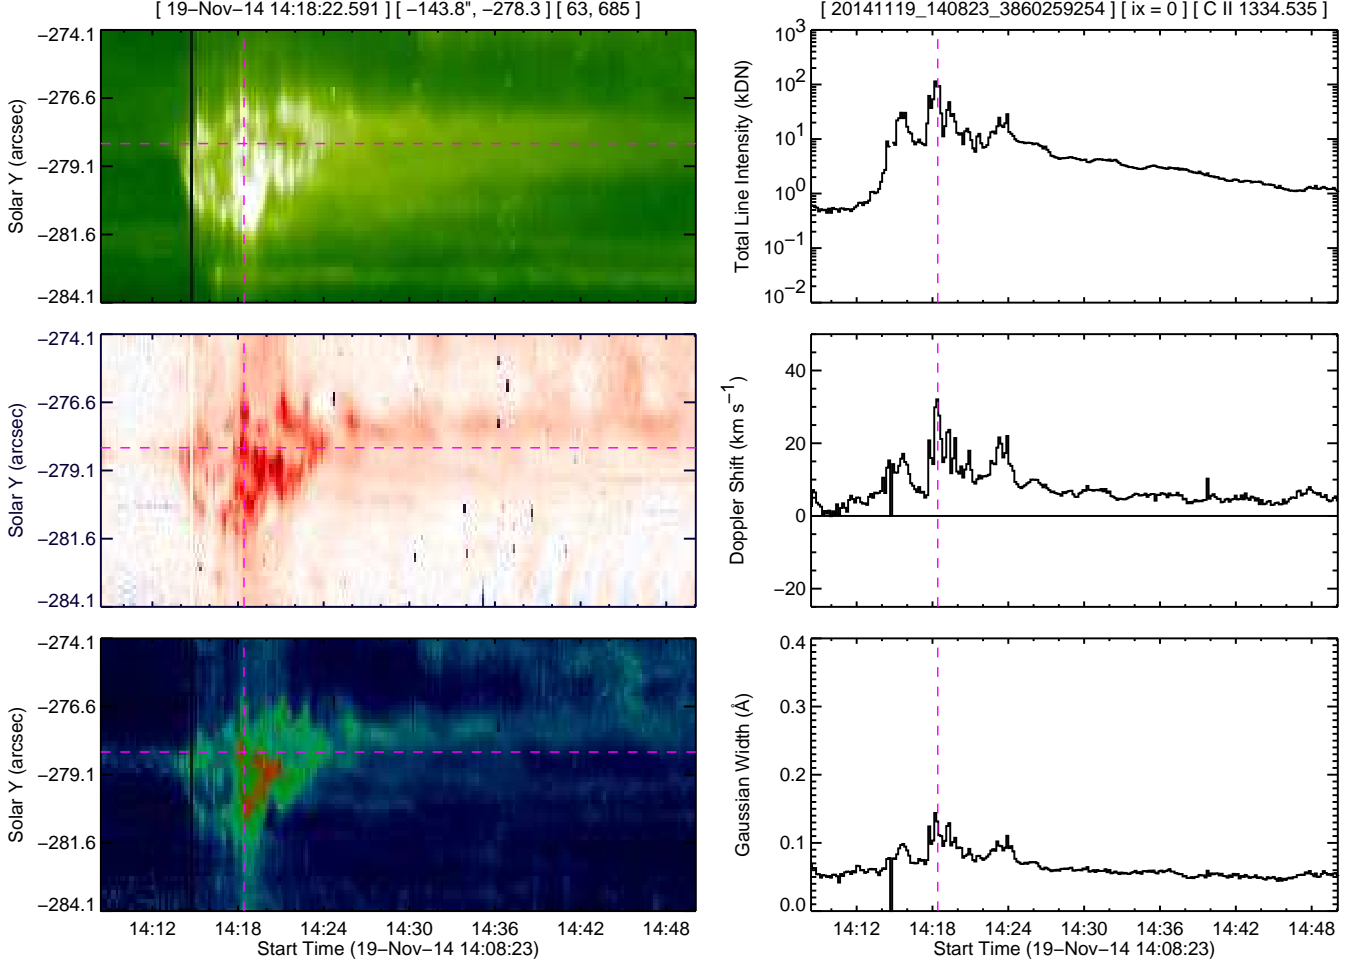 [ 19−Nov−14 14:18:22.591 ] [ −143.8", −278.3 ] [ 63, 685 ]
[ 20141119_140823_3860259254 ] [ ix = 0 ] [ C II 1334.535 ]
−274.1
−276.6
−279.1
−281.6
−284.1
Solar Y (arcsec)
10^3
10^2
10^1
10^0
10^−1
10^−2
Total Line Intensity (kDN)
−274.1
−276.6
−279.1
−281.6
−284.1
Solar Y (arcsec)
40
20
0
−20
Doppler Shift (km s^−1)
−274.1
−276.6
−279.1
−281.6
−284.1
Solar Y (arcsec)
0.4
0.3
0.2
0.1
0.0
Gaussian Width (Å)
14:12 14:18 14:24 14:30 14:36 14:42 14:48
Start Time (19−Nov−14 14:08:23)
14:12 14:18 14:24 14:30 14:36 14:42 14:48
Start Time (19−Nov−14 14:08:23)